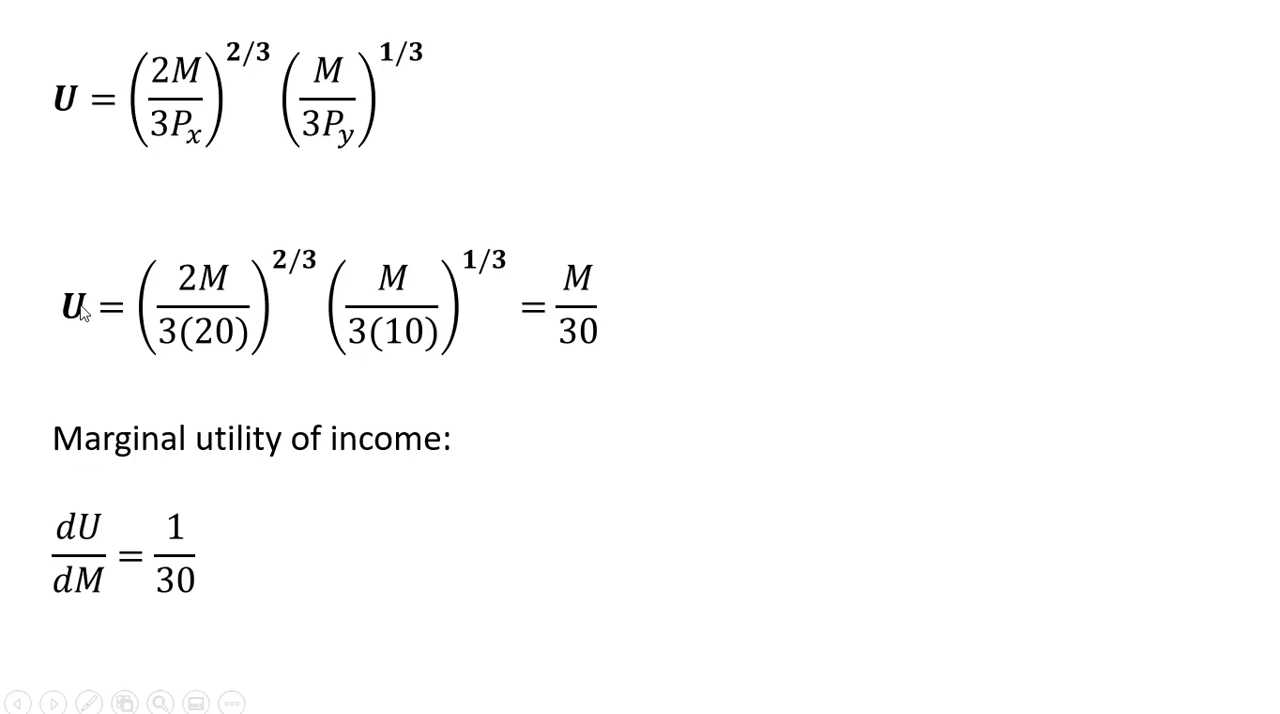 U = (2M/3Pₓ)^2/3 (M/3P_y)^1/3
U = (2M/3(20))^2/3 (M/3(10))^1/3 = M/30
Marginal utility of income:
dU/dM = 1/30